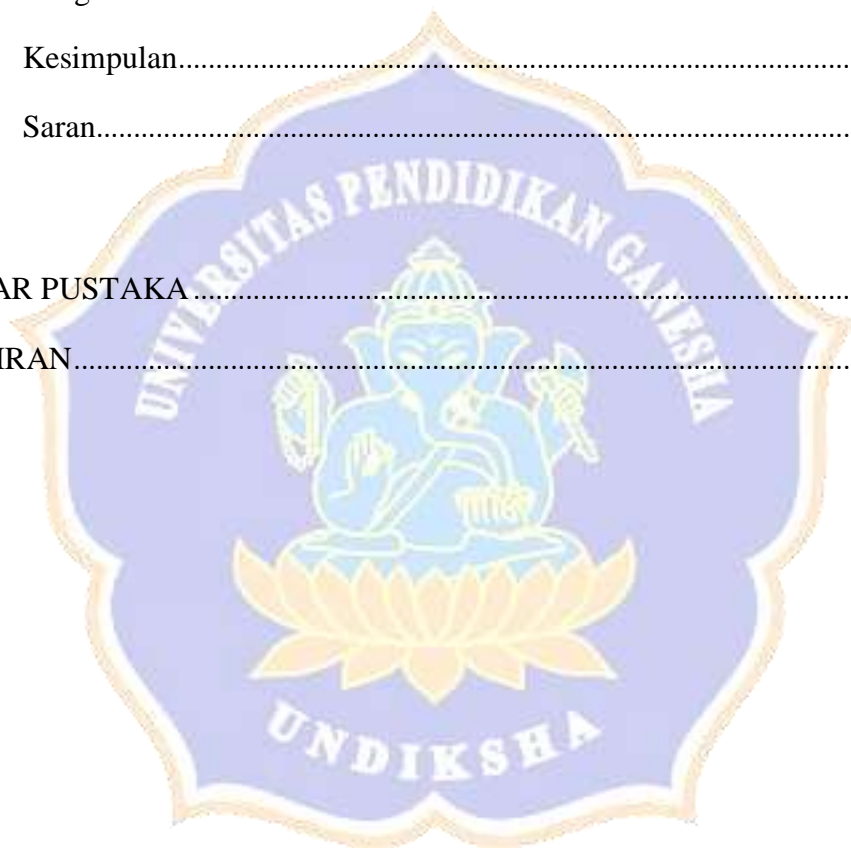 Kesimpulan
Saran
UNIVERSITAS PENDIDIKAN GANESHA
AR PUSTAKA
IRAN
UNDIKSHA